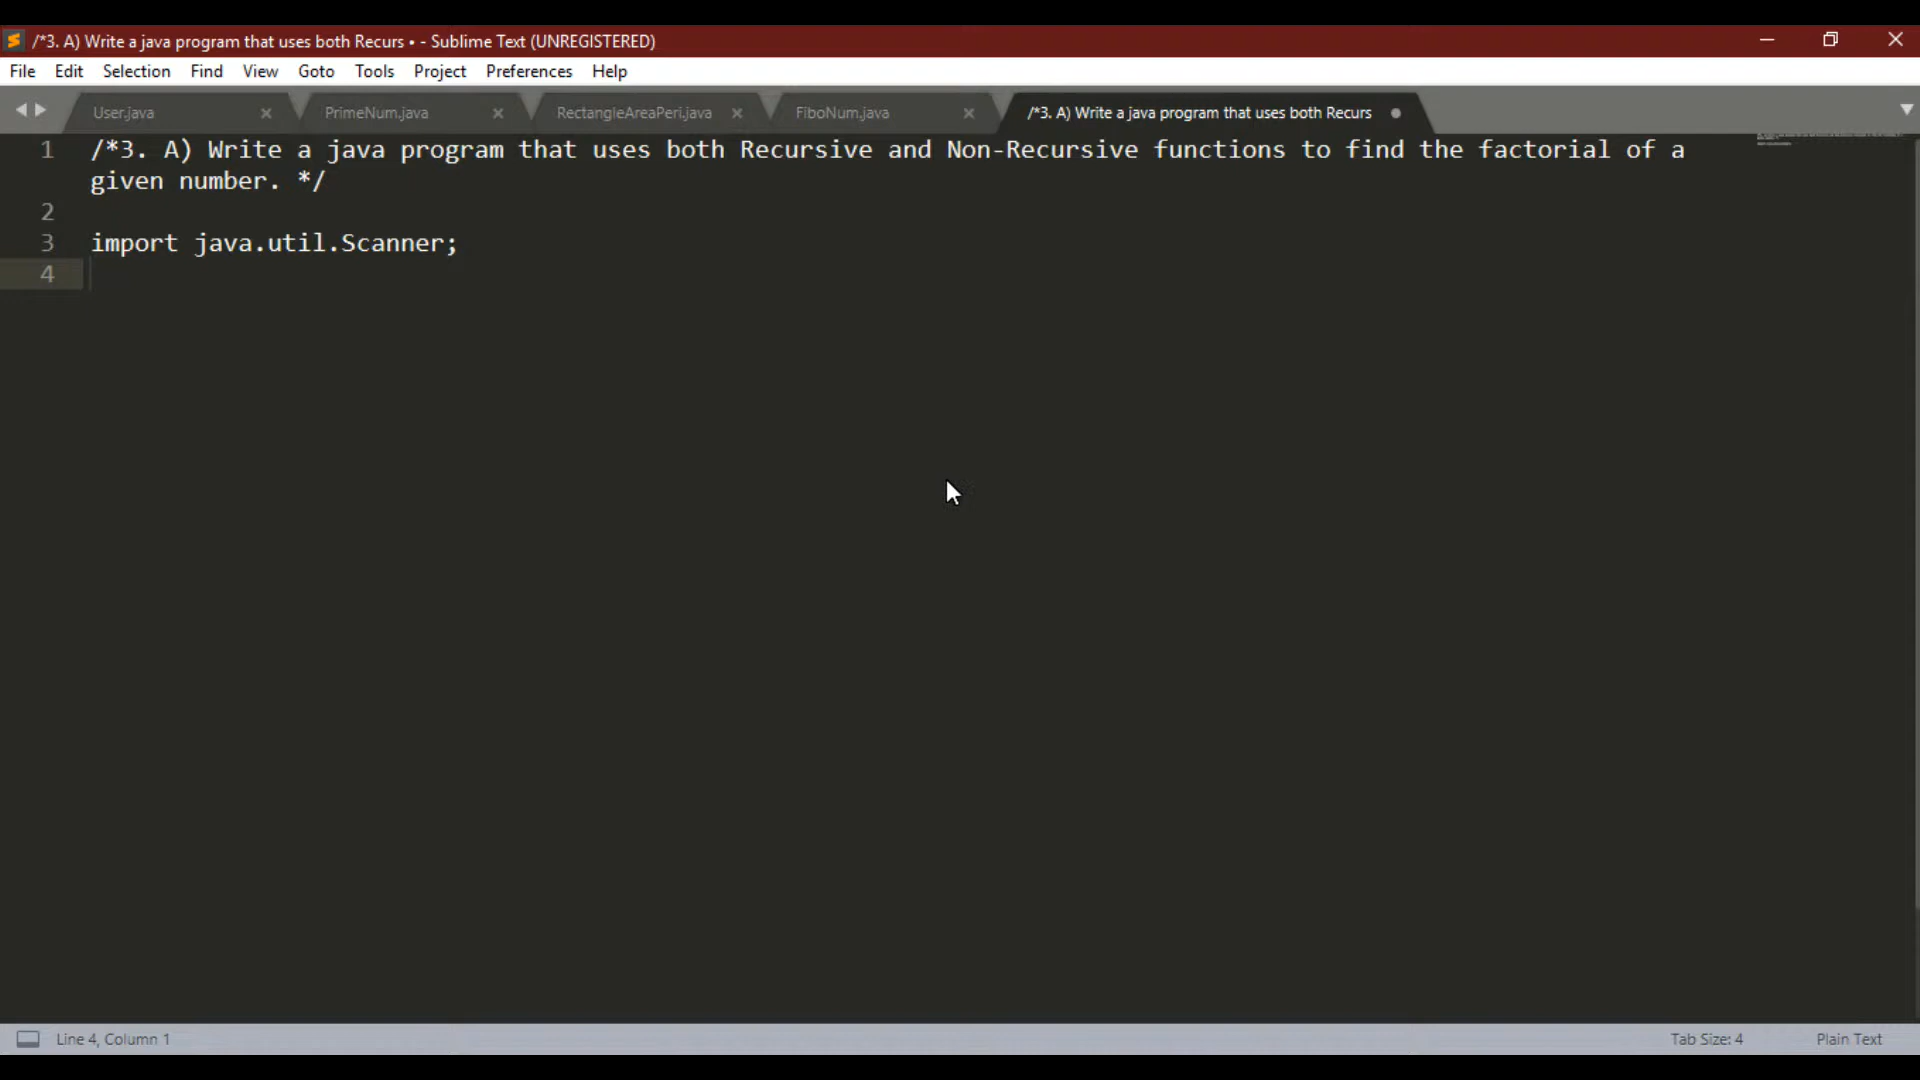 /*3. A) Write a java program that uses both Recurs • - Sublime Text (UNREGISTERED)
File Edit Selection Find View Goto Tools Project Preferences Help
User.java PrimeNum.java RectangleAreaPeri.java FiboNum.java /*3. A) Write a java program that uses both Recurs
1 /*3. A) Write a java program that uses both Recursive and Non-Recursive functions to find the factorial of a
given number. */
2
3 import java.util.Scanner;
4
Line 4, Column 1 Tab Size: 4 Plain Text